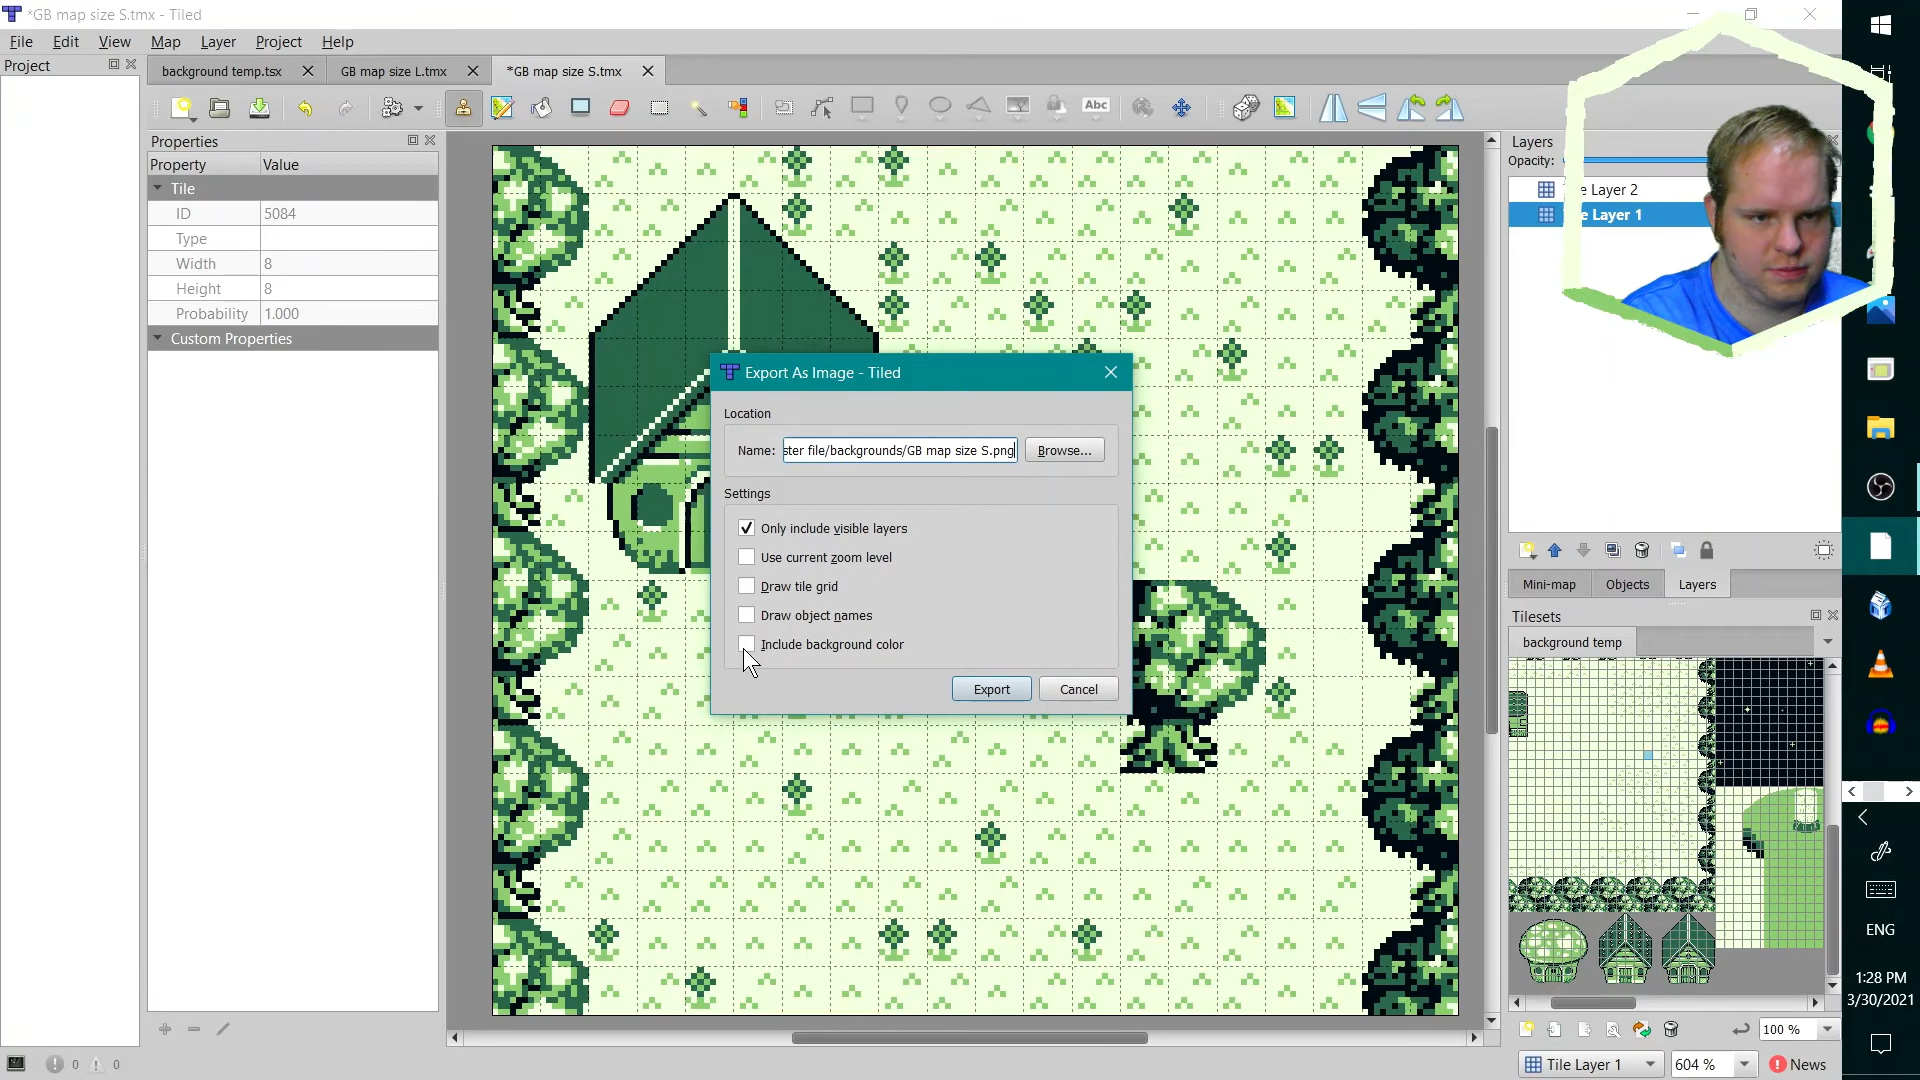 *GB map size S.tmx - Tiled
File Edit View Map Layer Project Help
Project
background temp.tsx
GB map size L.tmx
*GB map size S.tmx
Abc
Properties
Property Value
Tile
ID 5084
Type
Width 8
Height 8
Probability 1.000
Custom Properties
Export As Image - Tiled
Location
Name: ster file/backgrounds/GB map size S.png Browse...
Settings
Only include visible layers
Use current zoom level
Draw tile grid
Draw object names
Include background color
Export Cancel
Layers
Opacity:
le Layer 2
le Layer 1
Mini-map Objects Layers
Tilesets
background temp
100 %
Tile Layer 1 604 % News
0 0
ENG
1:28 PM
3/30/2021